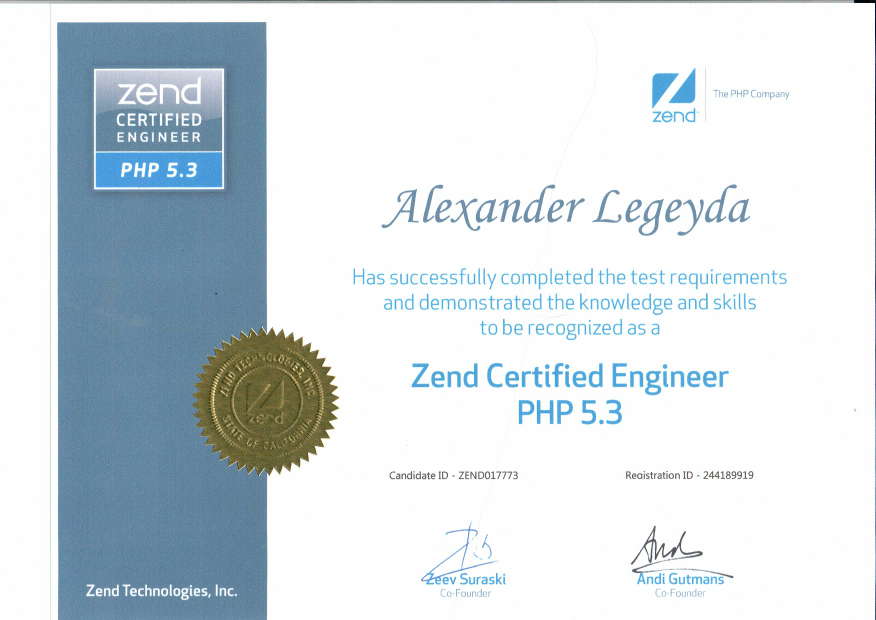 zend
CERTIFIED
ENGINEER
PHP 5.3
zend
The PHP Company
Alexander Legeyda
Has successfully completed the test requirements
and demonstrated the knowledge and skills
to be recognized as a
Zend Certified Engineer
PHP 5.3
ZEND TECHNOLOGIES, INC.
zend
STATE OF CALIFORNIA
Candidate ID - ZEND017773
Registration ID - 244189919
Zeev Suraski
Co-Founder
Andi Gutmans
Co-Founder
Zend Technologies, Inc.